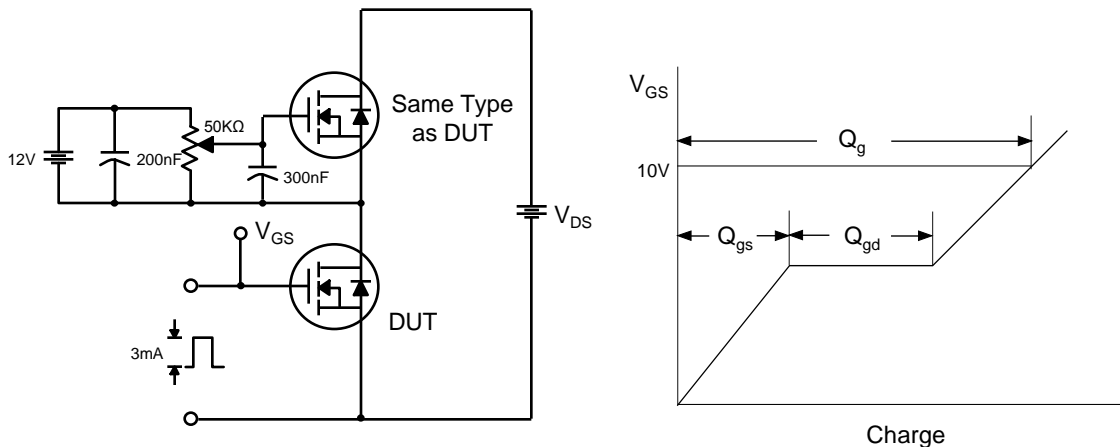 12V
200nF
50KΩ
300nF
Same Type
as DUT
V_DS
V_GS
DUT
3mA
V_GS
Q_g
10V
Q_gs
Q_gd
Charge